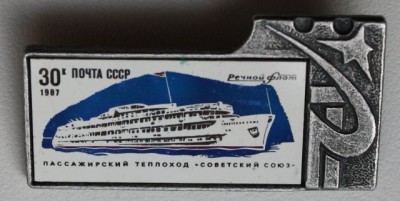 30к ПОЧТА СССР
1987
Речной флот
ПАССАЖИРСКИЙ ТЕПЛОХОД «СОВЕТСКИЙ СОЮЗ»